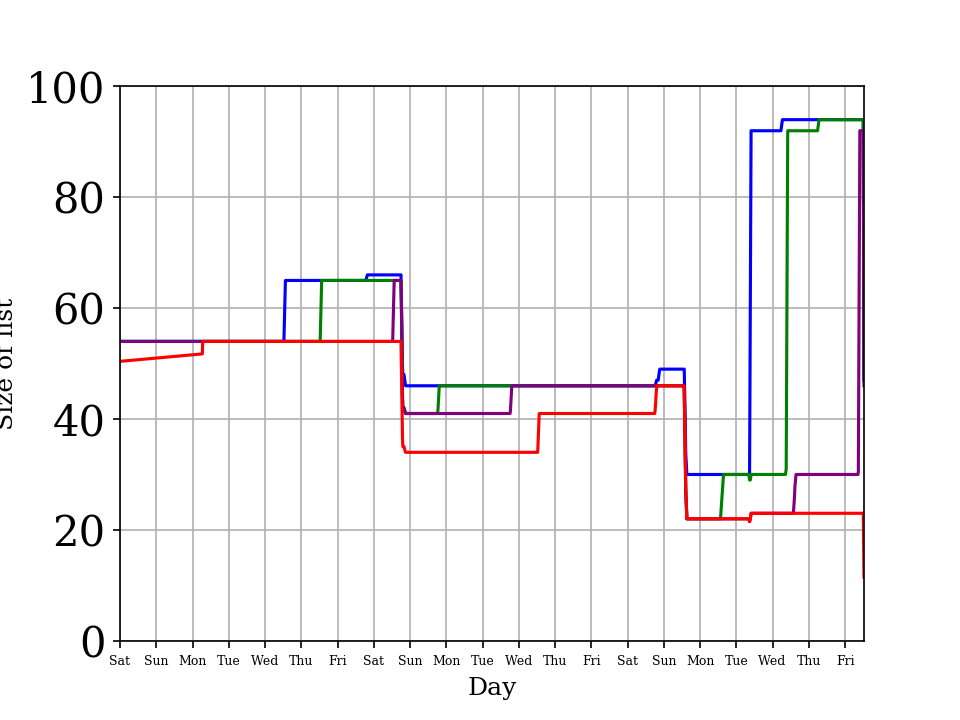 100
80
60
40
20
0
Size of list
Sat Sun Mon Tue Wed Thu Fri Sat Sun Mon Tue Wed Thu Fri Sat Sun Mon Tue Wed Thu Fri
Day